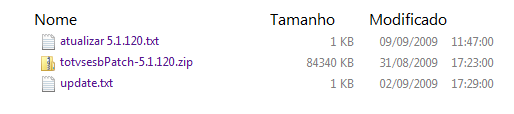 Nome Tamanho Modificado
atualizar 5.1.120.txt 1 KB 09/09/2009 11:47:00
totvsesbPatch-5.1.120.zip 84340 KB 31/08/2009 17:23:00
update.txt 1 KB 02/09/2009 17:29:00